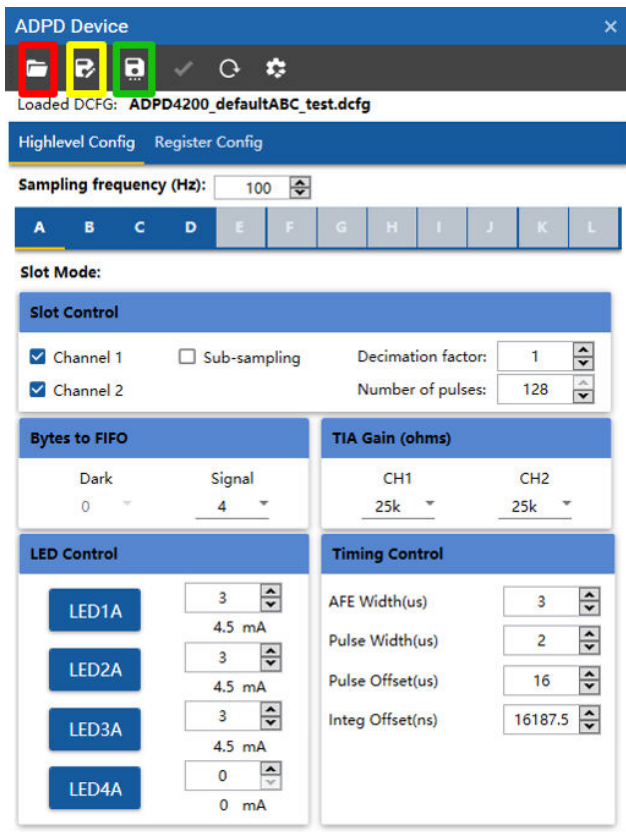 ADPD Device
Loaded DCFG: ADPD4200_defaultABC_test.dcfg
Highlevel Config Register Config
Sampling frequency (Hz): 100
A B C D E F G H I J K L
Slot Mode:
Slot Control
Channel 1 Sub-sampling Decimation factor: 1
Channel 2 Number of pulses: 128
Bytes to FIFO
Dark Signal
0 4
TIA Gain (ohms)
CH1 CH2
25k 25k
LED Control
LED1A 3
4.5 mA
LED2A 3
4.5 mA
LED3A 3
4.5 mA
LED4A 0
0 mA
Timing Control
AFE Width(us) 3
Pulse Width(us) 2
Pulse Offset(us) 16
Integ Offset(ns) 16187.5